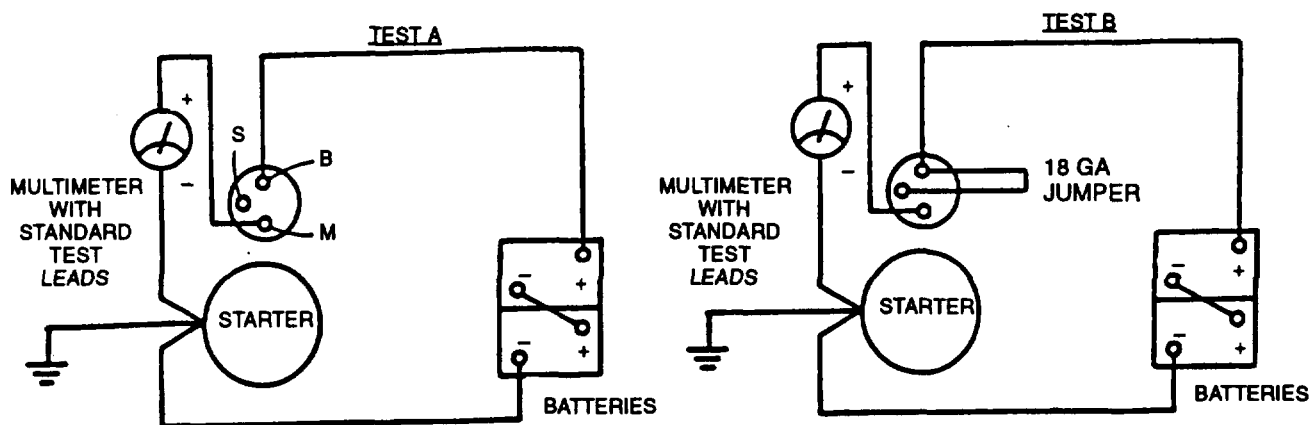 TEST A
+
S
B
–
MULTIMETER
WITH
STANDARD
TEST
LEADS
M
STARTER
–
+
–
+
BATTERIES
TEST B
+
–
18 GA
JUMPER
MULTIMETER
WITH
STANDARD
TEST
LEADS
STARTER
–
+
–
+
BATTERIES